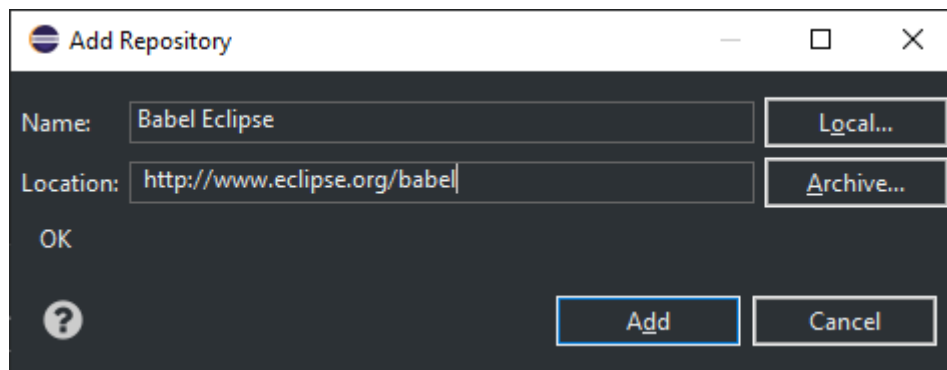 Add Repository
Name: Babel Eclipse Local...
Location: http://www.eclipse.org/babel Archive...
OK
? Add Cancel